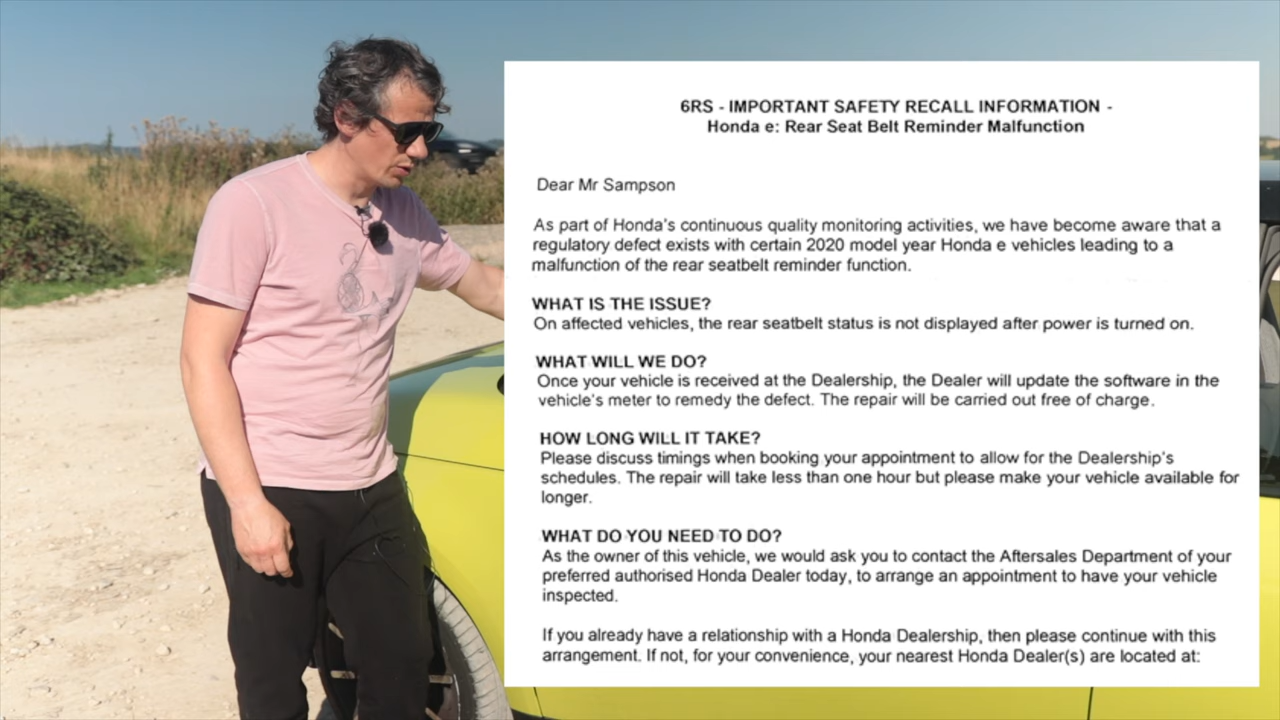 6RS - IMPORTANT SAFETY RECALL INFORMATION -
Honda e: Rear Seat Belt Reminder Malfunction
Dear Mr Sampson
As part of Honda's continuous quality monitoring activities, we have become aware that a
regulatory defect exists with certain 2020 model year Honda e vehicles leading to a
malfunction of the rear seatbelt reminder function.
WHAT IS THE ISSUE?
On affected vehicles, the rear seatbelt status is not displayed after power is turned on.
WHAT WILL WE DO?
Once your vehicle is received at the Dealership, the Dealer will update the software in the
vehicle's meter to remedy the defect. The repair will be carried out free of charge.
HOW LONG WILL IT TAKE?
Please discuss timings when booking your appointment to allow for the Dealership's
schedules. The repair will take less than one hour but please make your vehicle available for
longer.
WHAT DO YOU NEED TO DO?
As the owner of this vehicle, we would ask you to contact the Aftersales Department of your
preferred authorised Honda Dealer today, to arrange an appointment to have your vehicle
inspected.
If you already have a relationship with a Honda Dealership, then please continue with this
arrangement. If not, for your convenience, your nearest Honda Dealer(s) are located at: